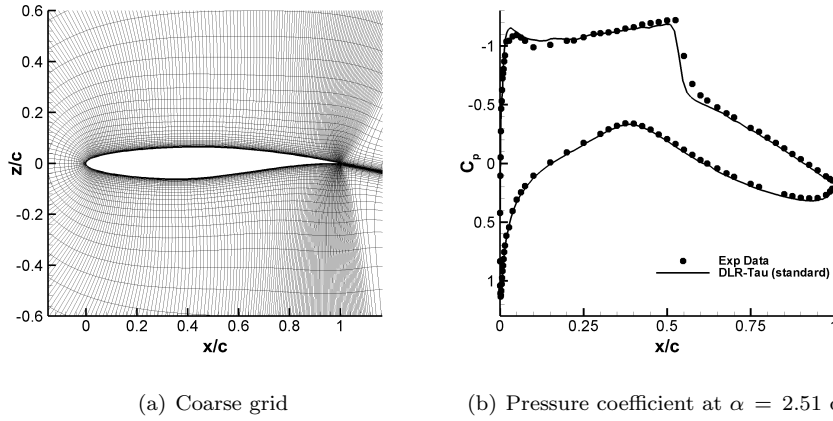 0.6
0.4
0.2
0
-0.2
-0.4
-0.6
z/c
0 0.2 0.4 0.6 0.8 1
x/c
(a) Coarse grid
-1
-0.5
0
0.5
1
Cp
Exp Data
DLR-Tau (standard)
0 0.25 0.5 0.75 1
x/c
(b) Pressure coefficient at α = 2.51